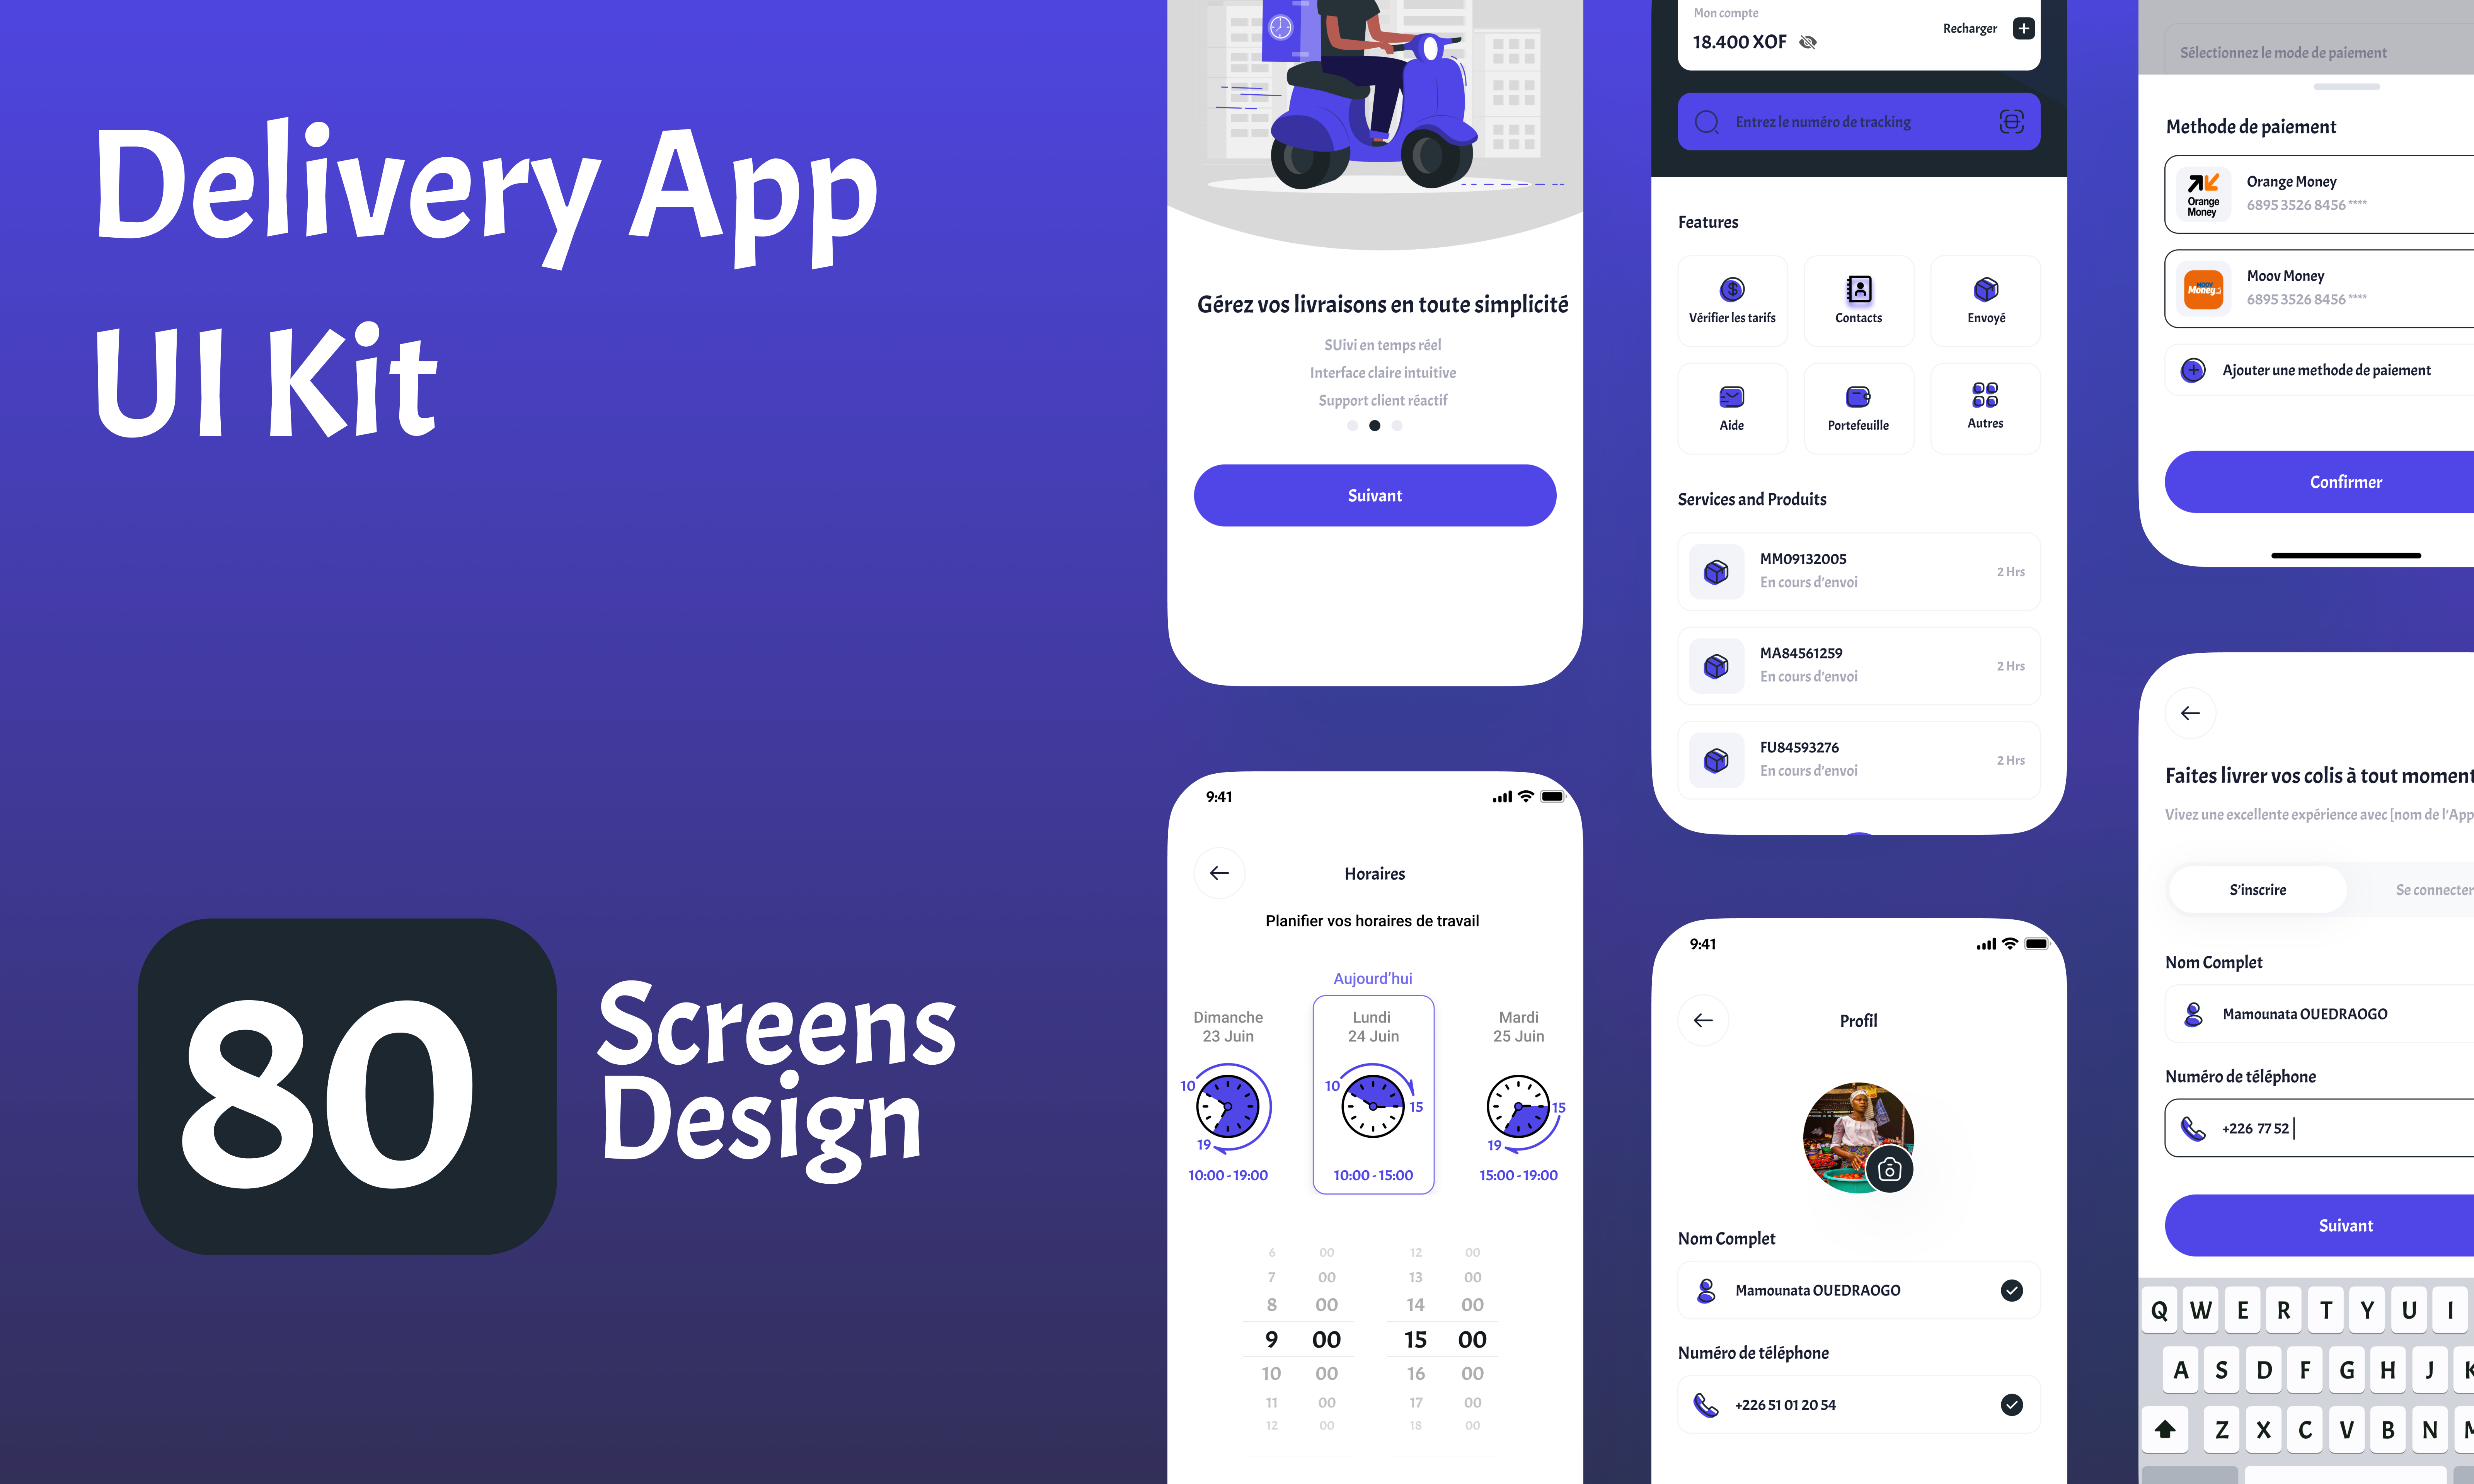 Delivery App
UI Kit
80
Screens
Design
Gérez vos livraisons en toute simplicité
SUivi en temps réel
Interface claire intuitive
Support client réactif
Suivant
9:41
Horaires
Planifier vos horaires de travail
Aujourd'hui
Dimanche
23 Juin
10
19
10:00 - 19:00
Lundi
24 Juin
10
15
10:00 - 15:00
Mardi
25 Juin
15
19
15:00 - 19:00
6 00 12 00
7 00 13 00
8 00 14 00
9 00 15 00
10 00 16 00
11 00 17 00
12 00 18 00
Mon compte
18.400 XOF
Recharger
Entrez le numéro de tracking
Features
Vérifier les tarifs
Contacts
Envoyé
Aide
Portefeuille
Autres
Services and Produits
MM09132005
En cours d'envoi
2 Hrs
MA84561259
En cours d'envoi
2 Hrs
FU84593276
En cours d'envoi
2 Hrs
9:41
Profil
Nom Complet
Mamounata OUEDRAOGO
Numéro de téléphone
+226 51 01 20 54
Sélectionnez le mode de paiement
Methode de paiement
Orange
Money
Orange Money
6895 3526 8456 ****
MOOV
Money
Moov Money
6895 3526 8456 ****
Ajouter une methode de paiement
Confirmer
Faites livrer vos colis à tout moment
Vivez une excellente expérience avec [nom de l'App
S'inscrire
Se connecter
Nom Complet
Mamounata OUEDRAOGO
Numéro de téléphone
+226 77 52
Suivant
Q W E R T Y U I
A S D F G H J K
Z X C V B N M